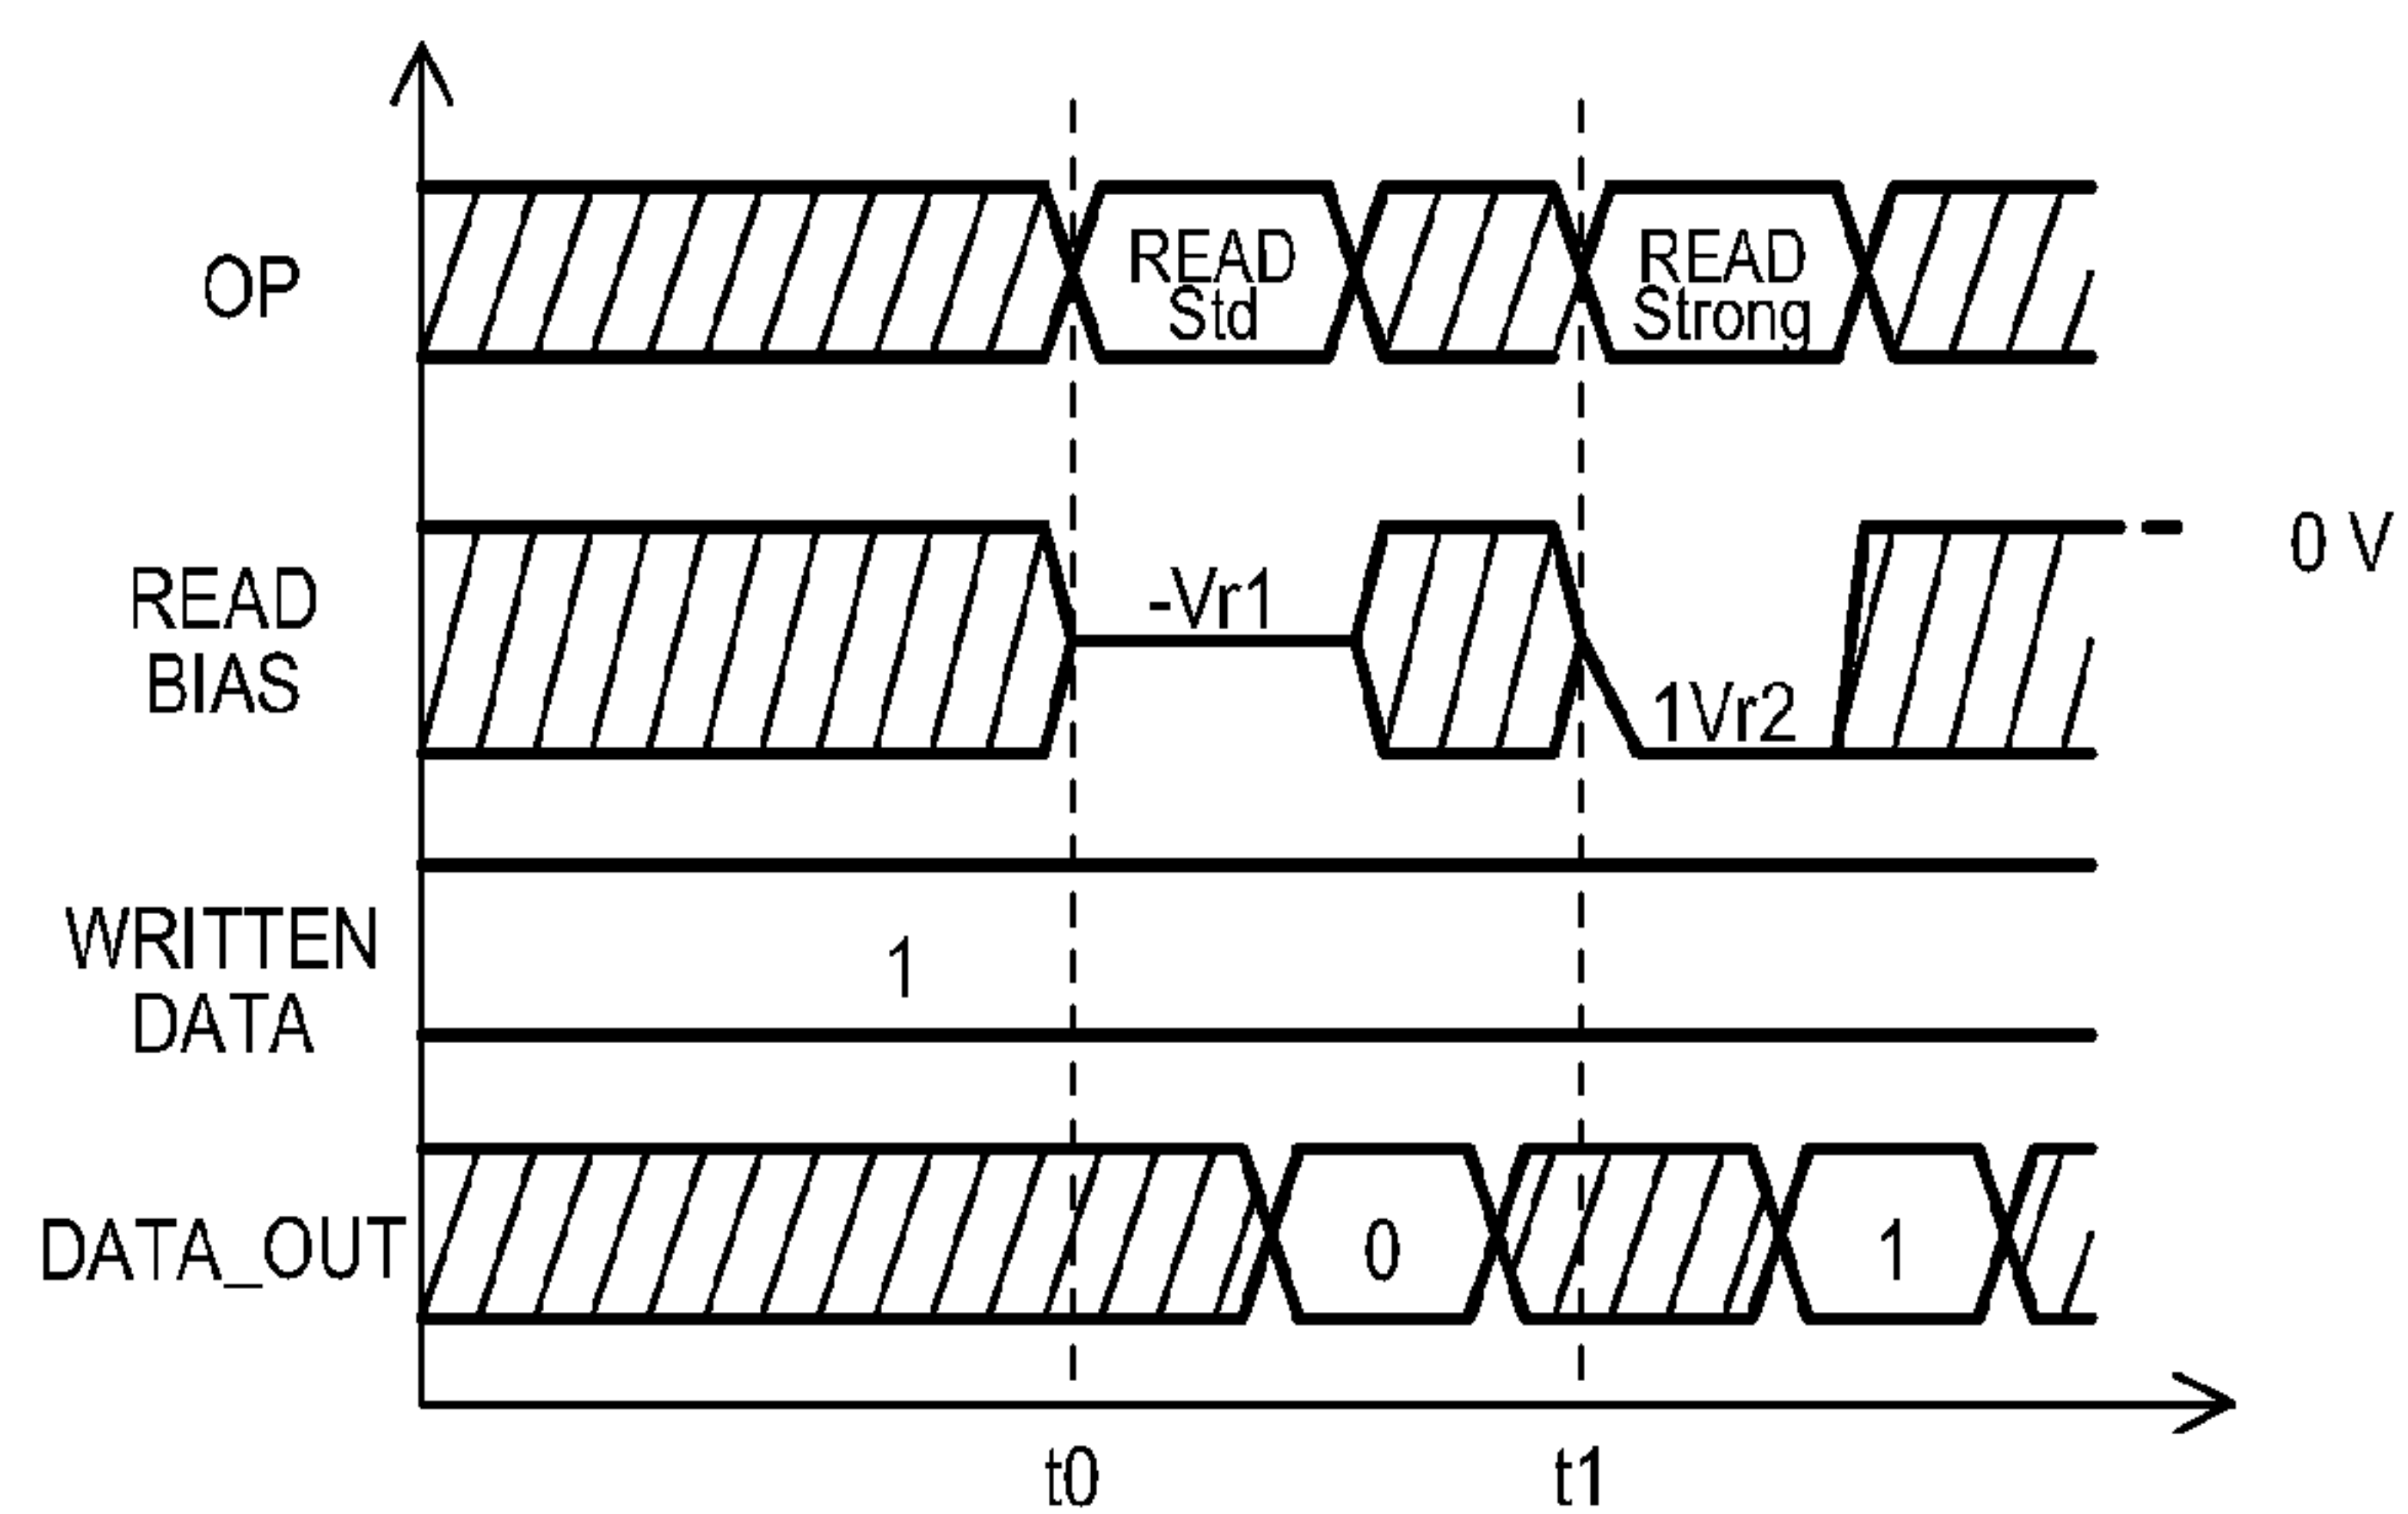 OP
READ
Std
READ
Strong
READ
BIAS
-Vr1
1Vr2
0 V
WRITTEN
DATA
1
DATA_OUT
0
1
t0
t1